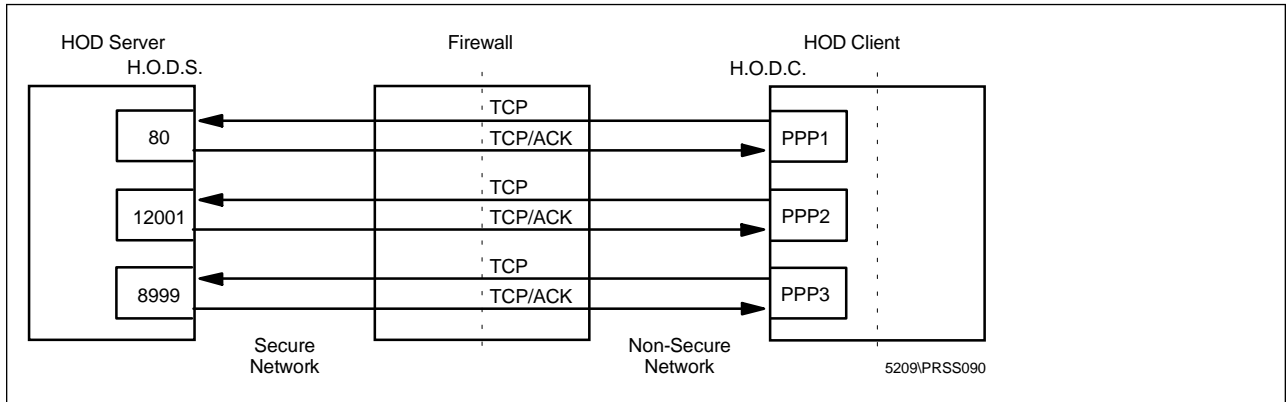 HOD Server
Firewall
HOD Client
H.O.D.S.
H.O.D.C.
TCP
80
TCP/ACK
PPP1
TCP
12001
TCP/ACK
PPP2
TCP
8999
TCP/ACK
PPP3
Secure
Network
Non-Secure
Network
5209\PRSS090